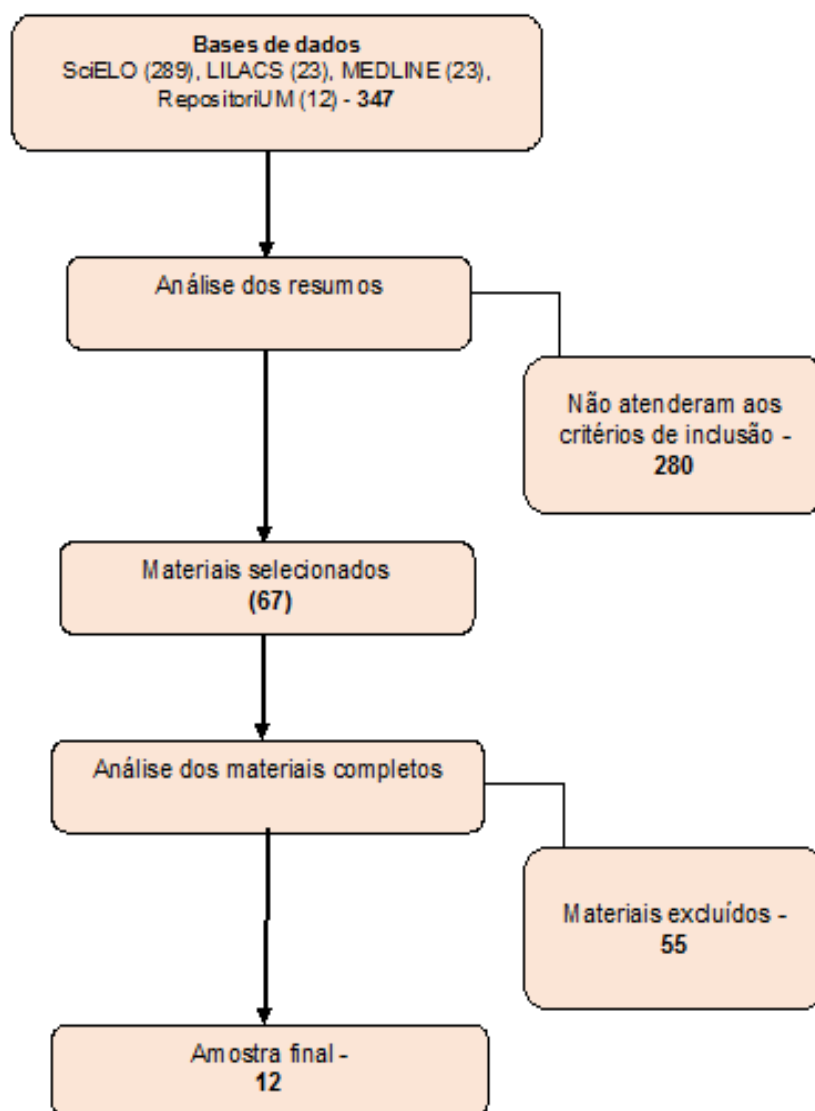 Bases de dados
SciELO (289), LILACS (23), MEDLINE (23),
RepositoriUM (12) - 347
Análise dos resumos
Não atenderam aos
critérios de inclusão -
280
Materiais selecionados
(67)
Análise dos materiais completos
Materiais excluídos -
55
Amostra final -
12